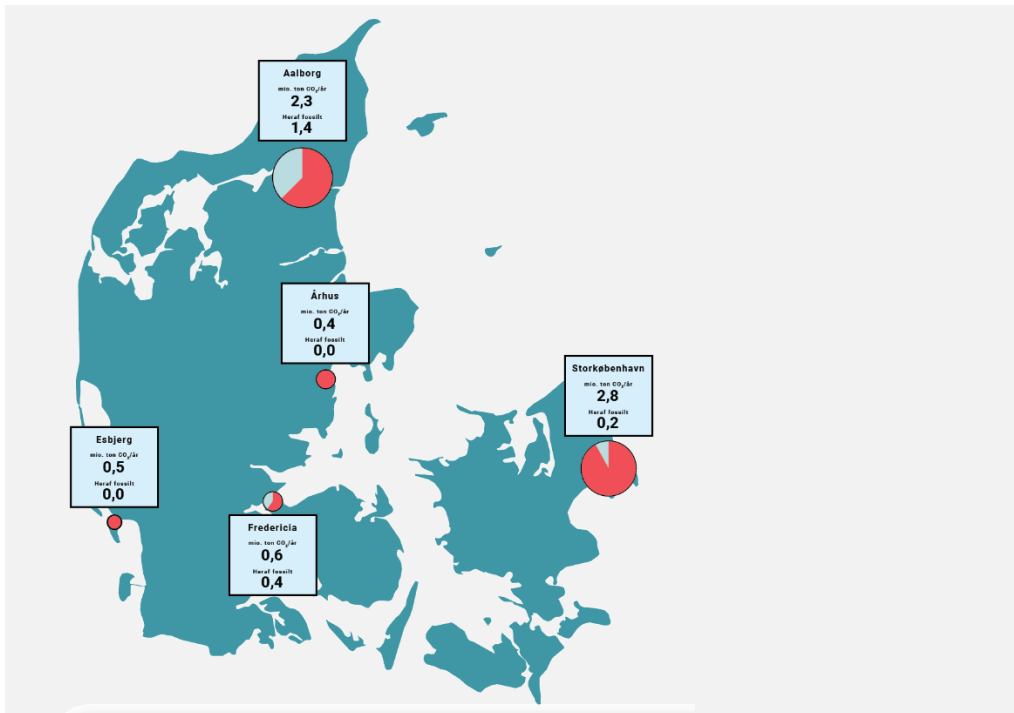 Aalborg
mio. ton CO₂/år
2,3
Heraf fossilt
1,4
Århus
mio. ton CO₂/år
0,4
Heraf fossilt
0,0
Storkøbenhavn
mio. ton CO₂/år
2,8
Heraf fossilt
0,2
Esbjerg
mio. ton CO₂/år
0,5
Heraf fossilt
0,0
Fredericia
mio. ton CO₂/år
0,6
Heraf fossilt
0,4